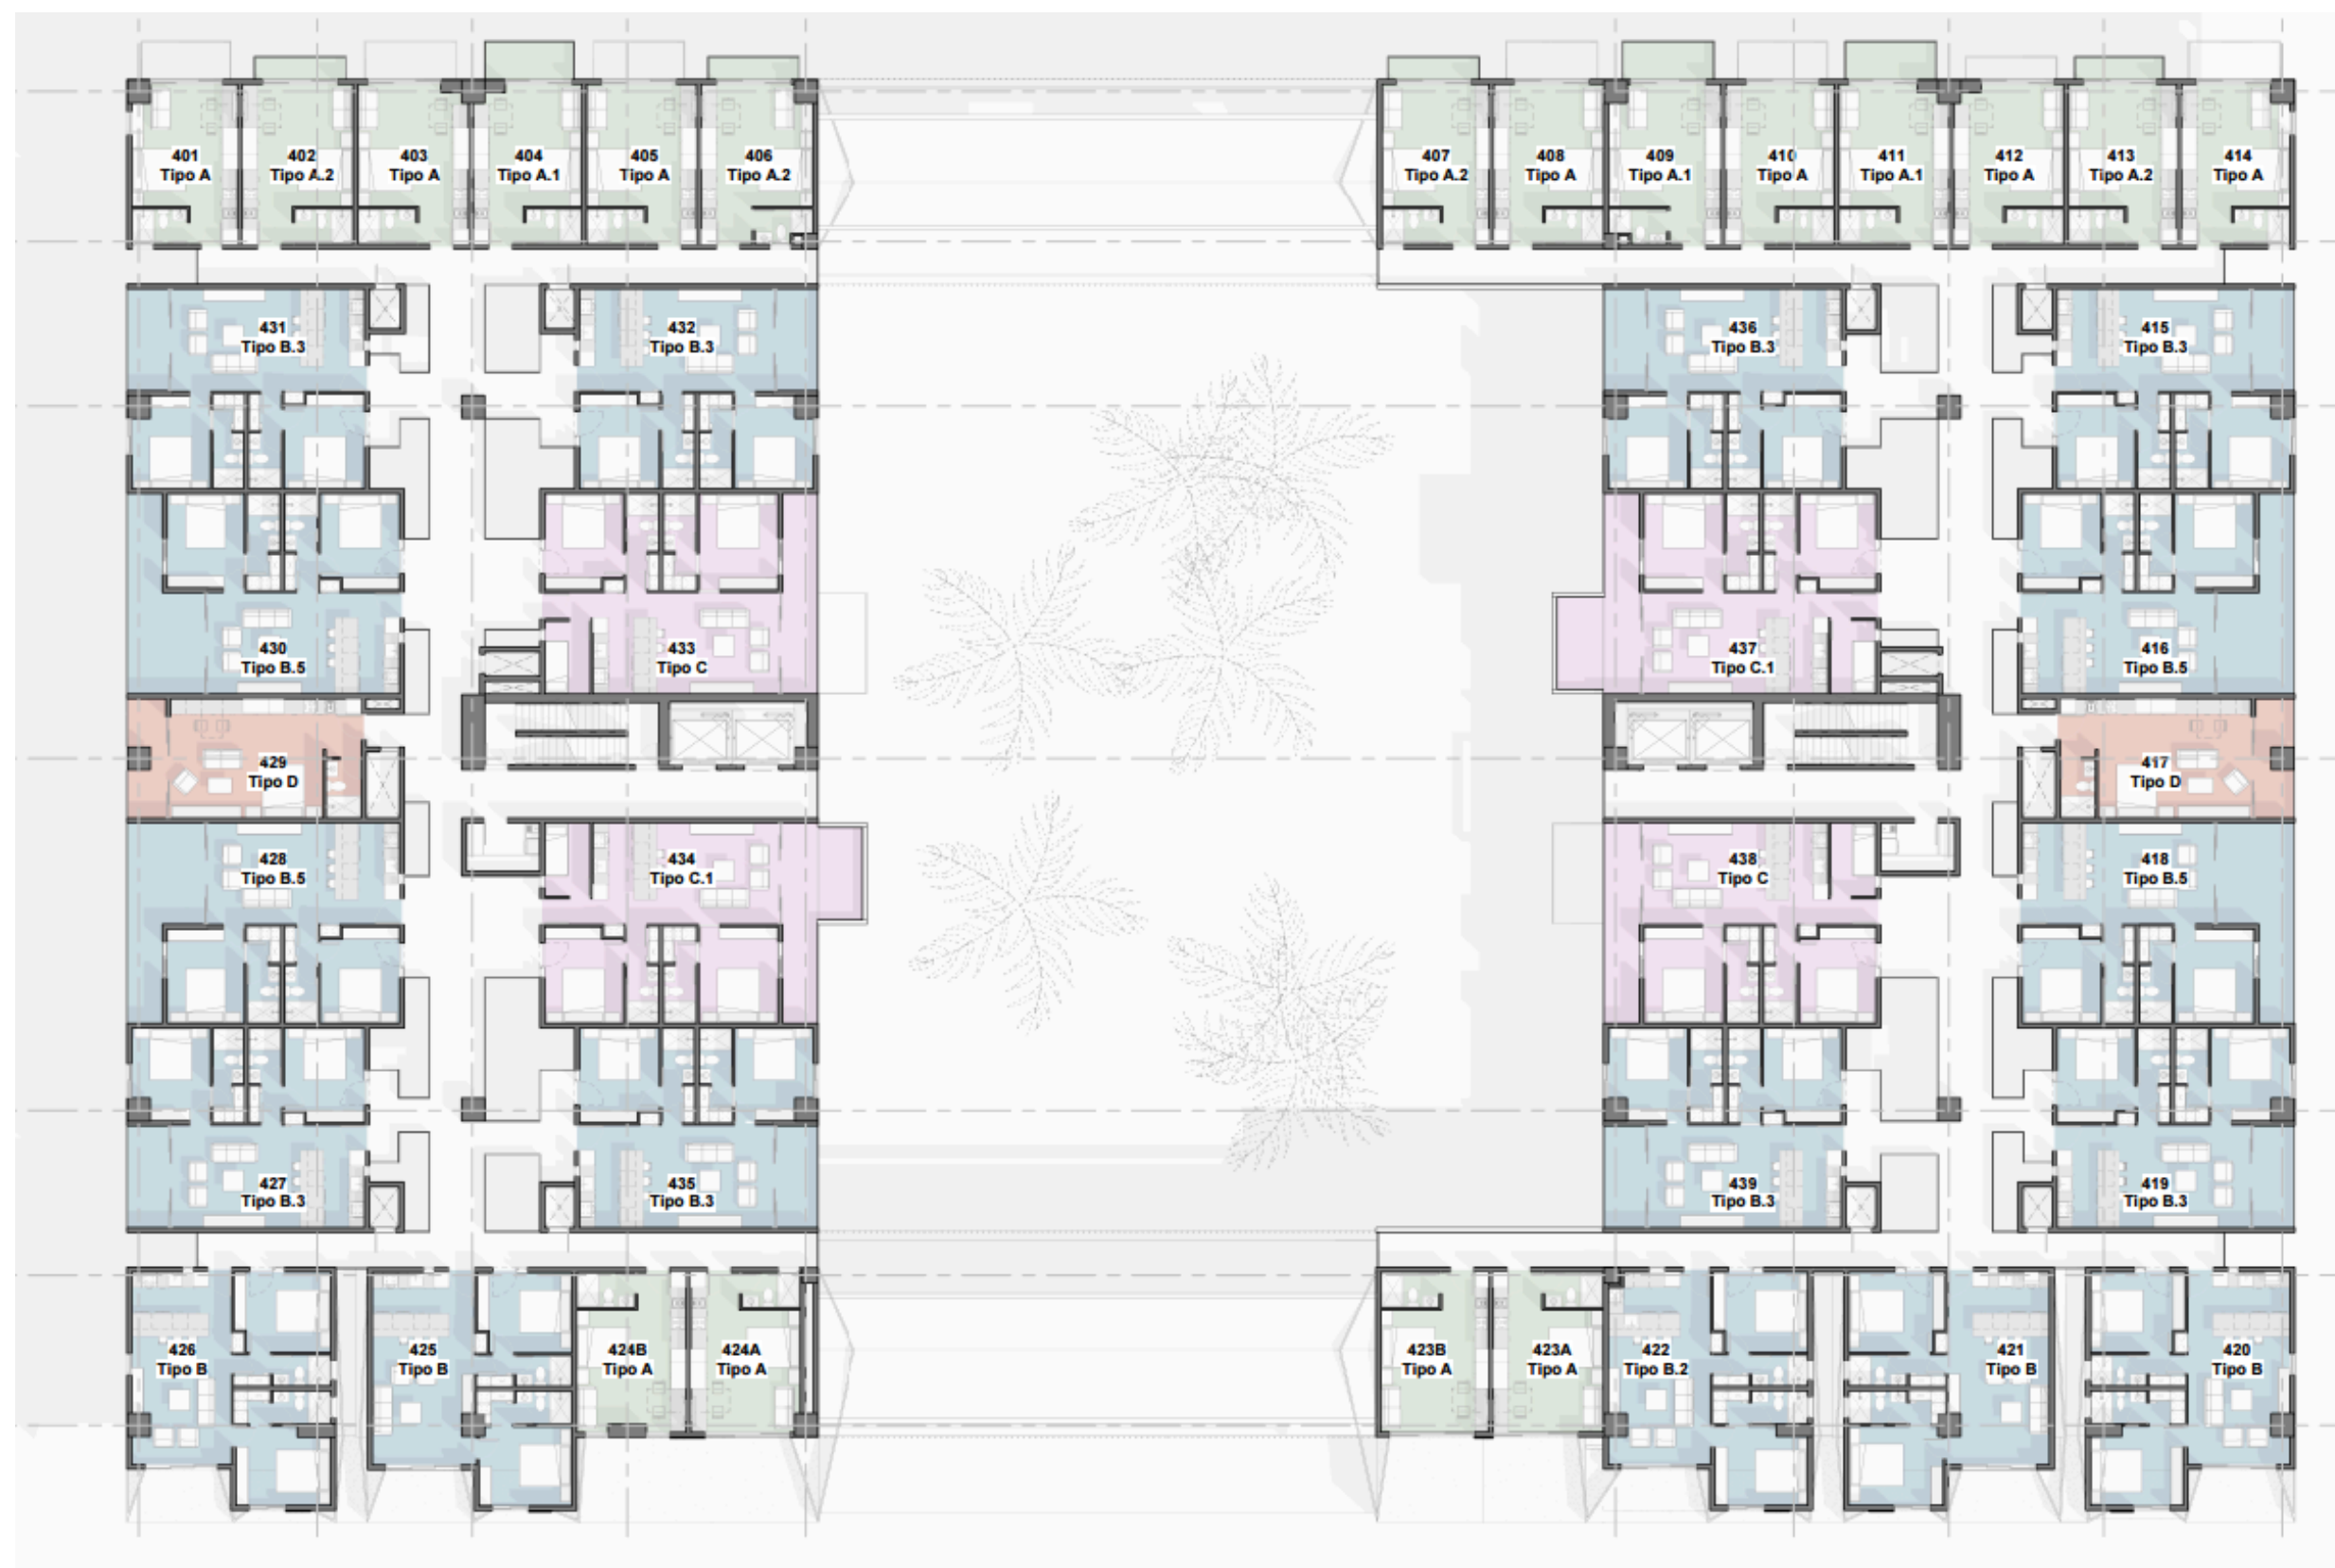 401
Tipo A
402
Tipo A.2
403
Tipo A
404
Tipo A.1
405
Tipo A
406
Tipo A.2
407
Tipo A.2
408
Tipo A
409
Tipo A.1
410
Tipo A
411
Tipo A.1
412
Tipo A
413
Tipo A.2
414
Tipo A
431
Tipo B.3
432
Tipo B.3
436
Tipo B.3
415
Tipo B.3
430
Tipo B.5
433
Tipo C
437
Tipo C.1
416
Tipo B.5
429
Tipo D
417
Tipo D
428
Tipo B.5
434
Tipo C.1
438
Tipo C
418
Tipo B.5
427
Tipo B.3
435
Tipo B.3
439
Tipo B.3
419
Tipo B.3
426
Tipo B
425
Tipo B
424B
Tipo A
424A
Tipo A
423B
Tipo A
423A
Tipo A
422
Tipo B.2
421
Tipo B
420
Tipo B